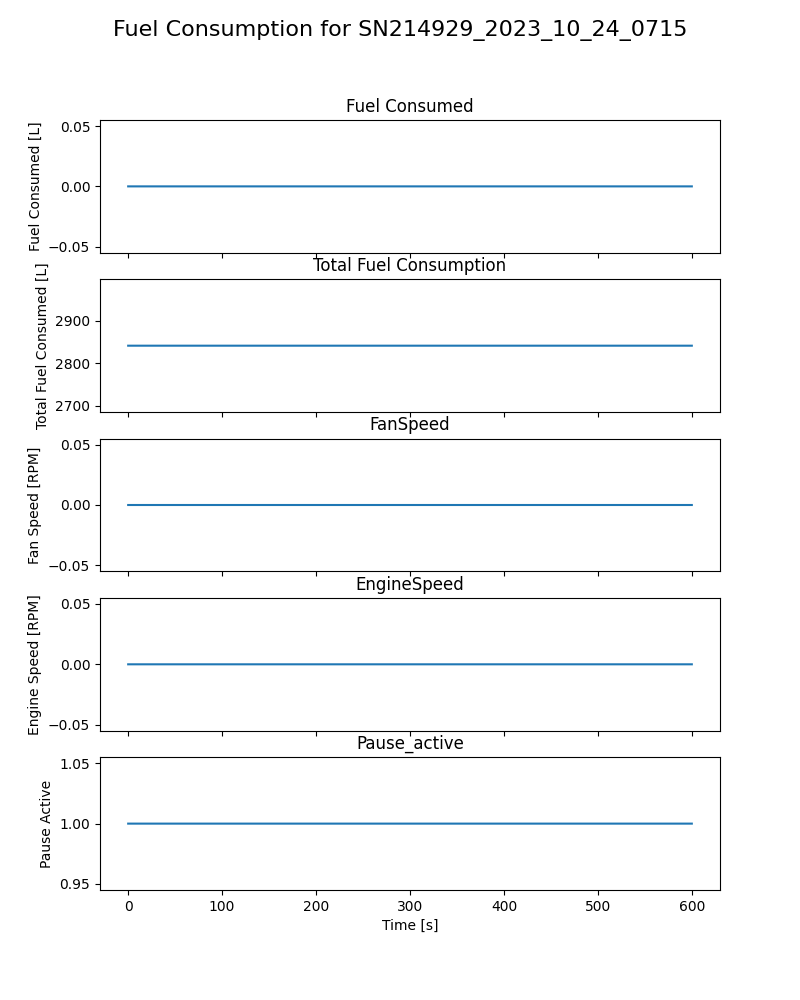 Fuel Consumption for SN214929_2023_10_24_0715
Fuel Consumed
Fuel Consumed [L]
0.05
0.00
−0.05
Total Fuel Consumption
Total Fuel Consumed [L]
2900
2800
2700
FanSpeed
Fan Speed [RPM]
0.05
0.00
−0.05
EngineSpeed
Engine Speed [RPM]
0.05
0.00
−0.05
Pause_active
Pause Active
1.05
1.00
0.95
0 100 200 300 400 500 600
Time [s]